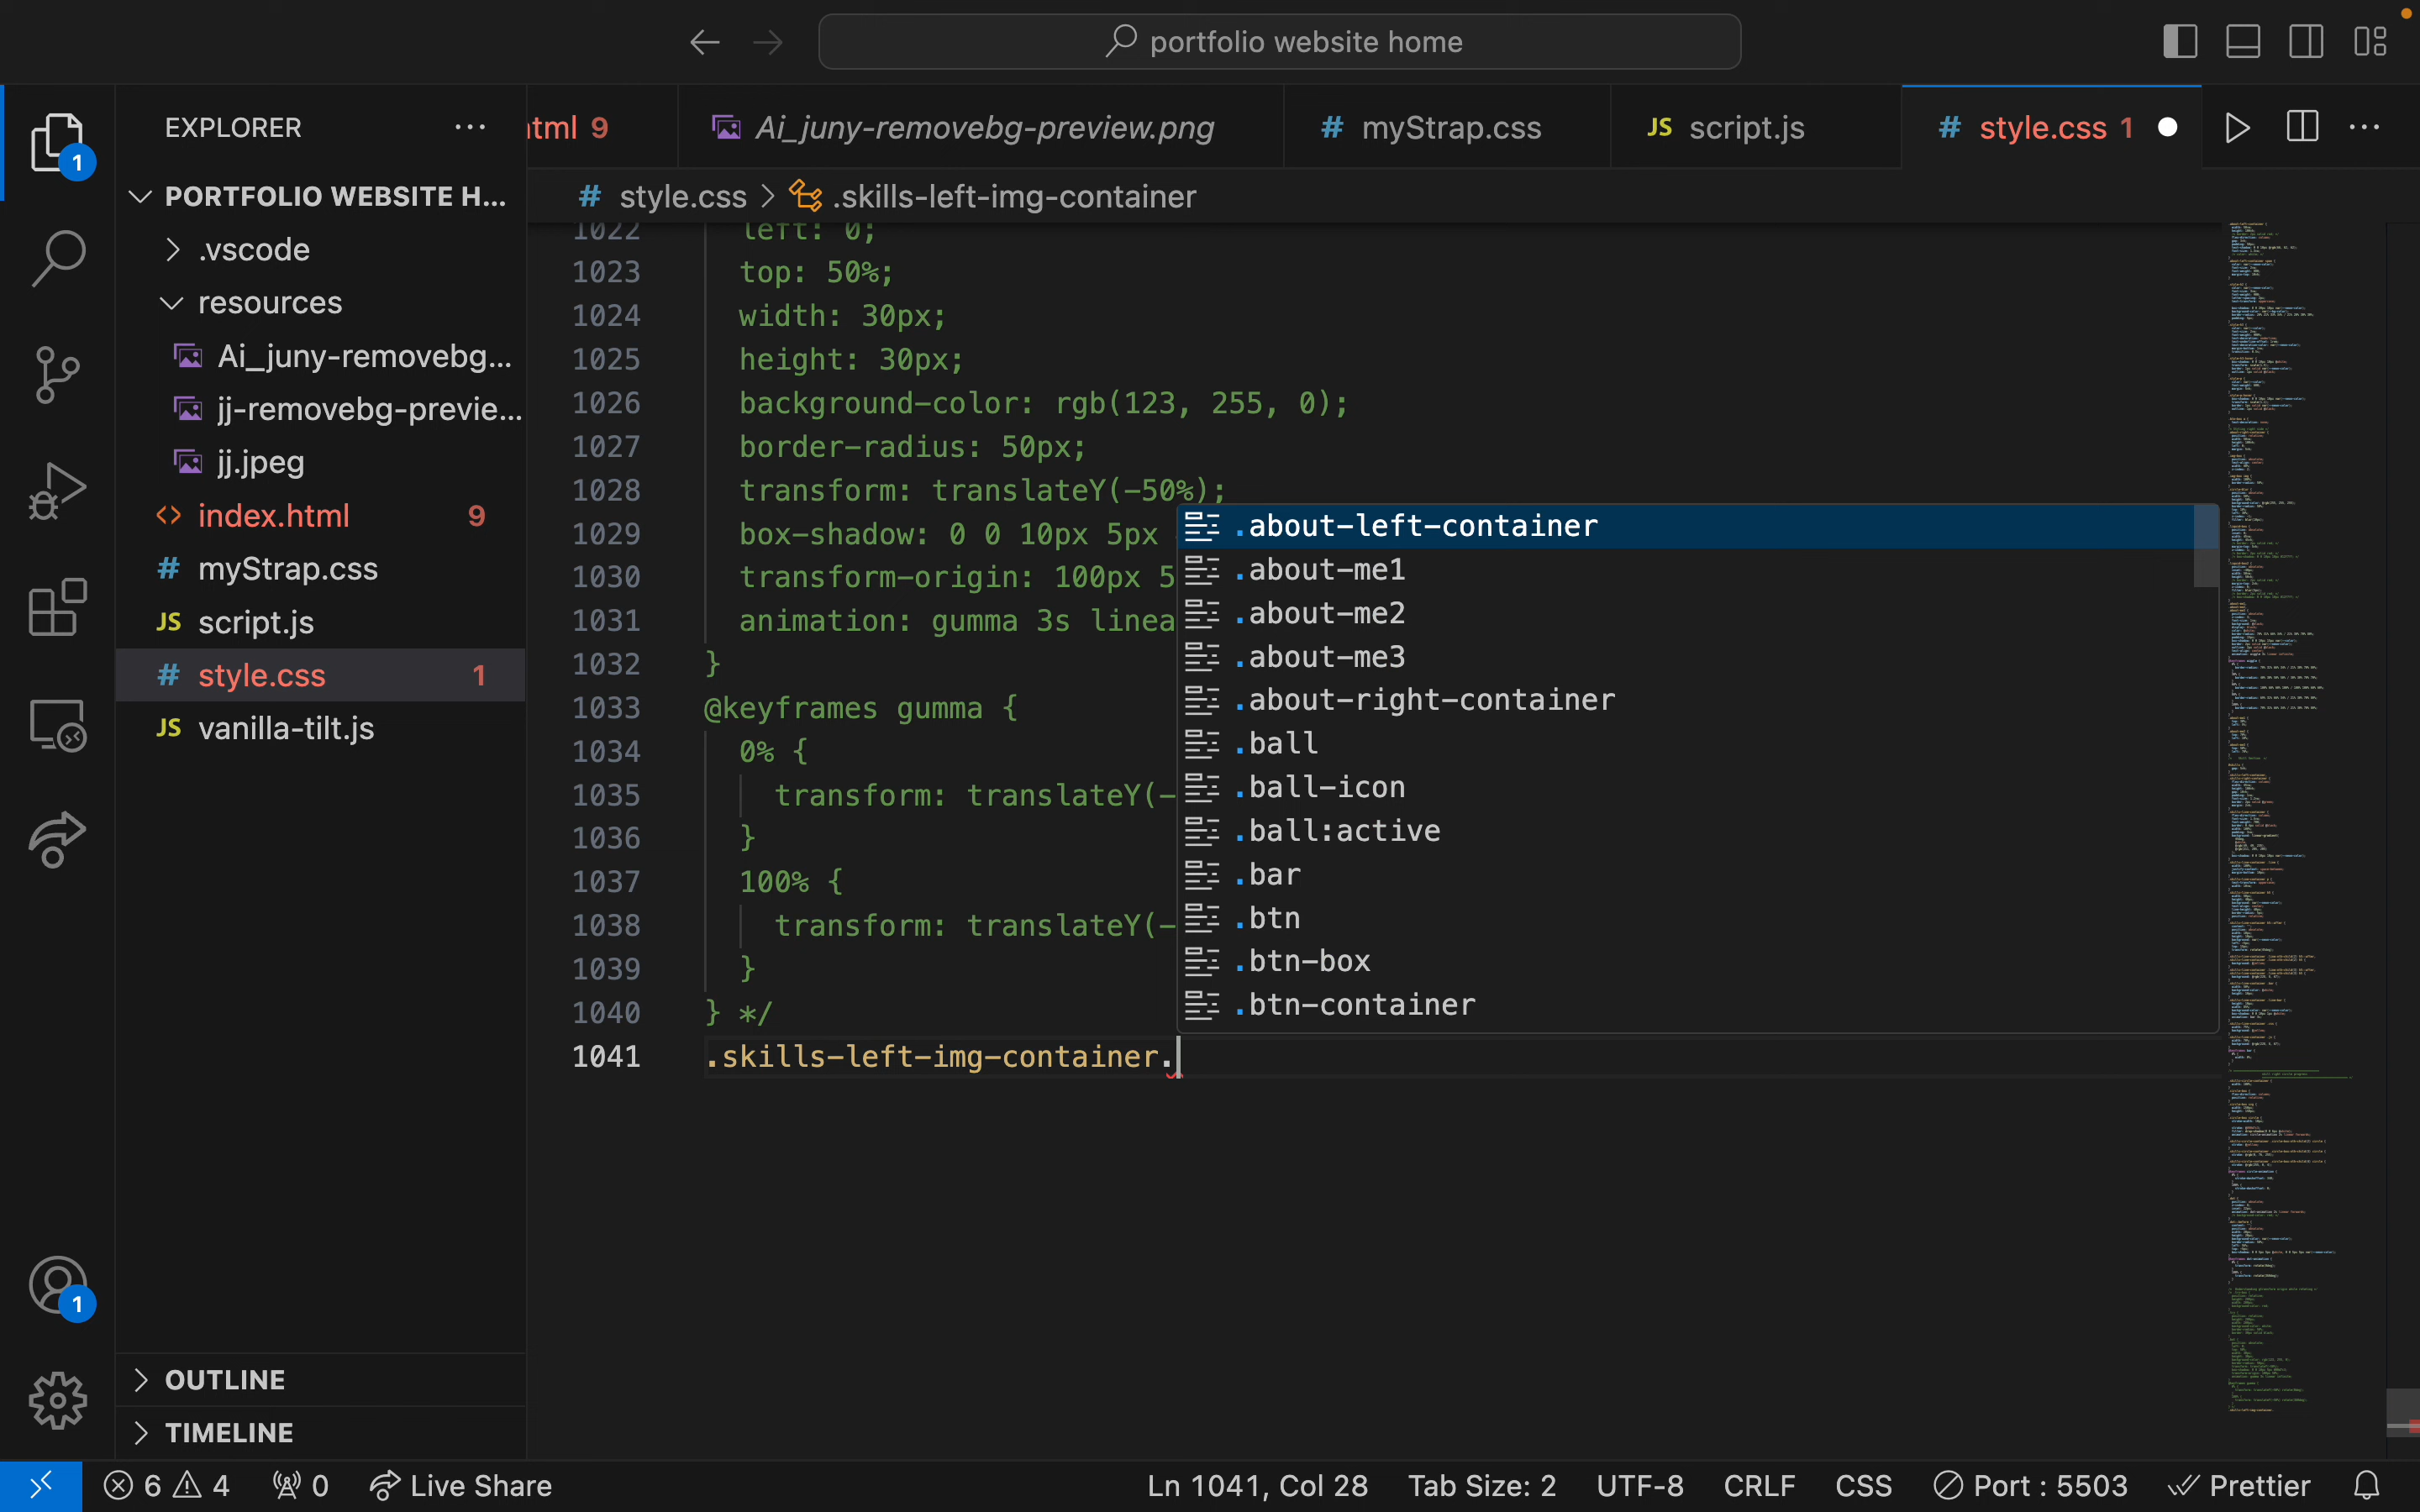 portfolio website home
EXPLORER
html 9
Ai_juny-removebg-preview.png
# myStrap.css
JS script.js
# style.css 1
PORTFOLIO WEBSITE H...
# style.css > .skills-left-img-container
.vscode
resources
Ai_juny-removebg...
jj-removebg-previe...
jj.jpeg
<> index.html 9
# myStrap.css
JS script.js
# style.css 1
JS vanilla-tilt.js
OUTLINE
TIMELINE
1
1
1022 left: 0;
1023 top: 50%;
1024 width: 30px;
1025 height: 30px;
1026 background-color: rgb(123, 255, 0);
1027 border-radius: 50px;
1028 transform: translateY(-50%);
1029 box-shadow: 0 0 10px 5px
1030 transform-origin: 100px 5
1031 animation: gumma 3s linea
1032 }
1033 @keyframes gumma {
1034 0% {
1035 transform: translateY(-
1036 }
1037 100% {
1038 transform: translateY(-
1039 }
1040 } */
1041 .skills-left-img-container.
.about-left-container
.about-me1
.about-me2
.about-me3
.about-right-container
.ball
.ball-icon
.ball:active
.bar
.btn
.btn-box
.btn-container
6 4 0 Live Share Ln 1041, Col 28 Tab Size: 2 UTF-8 CRLF CSS Port : 5503 Prettier